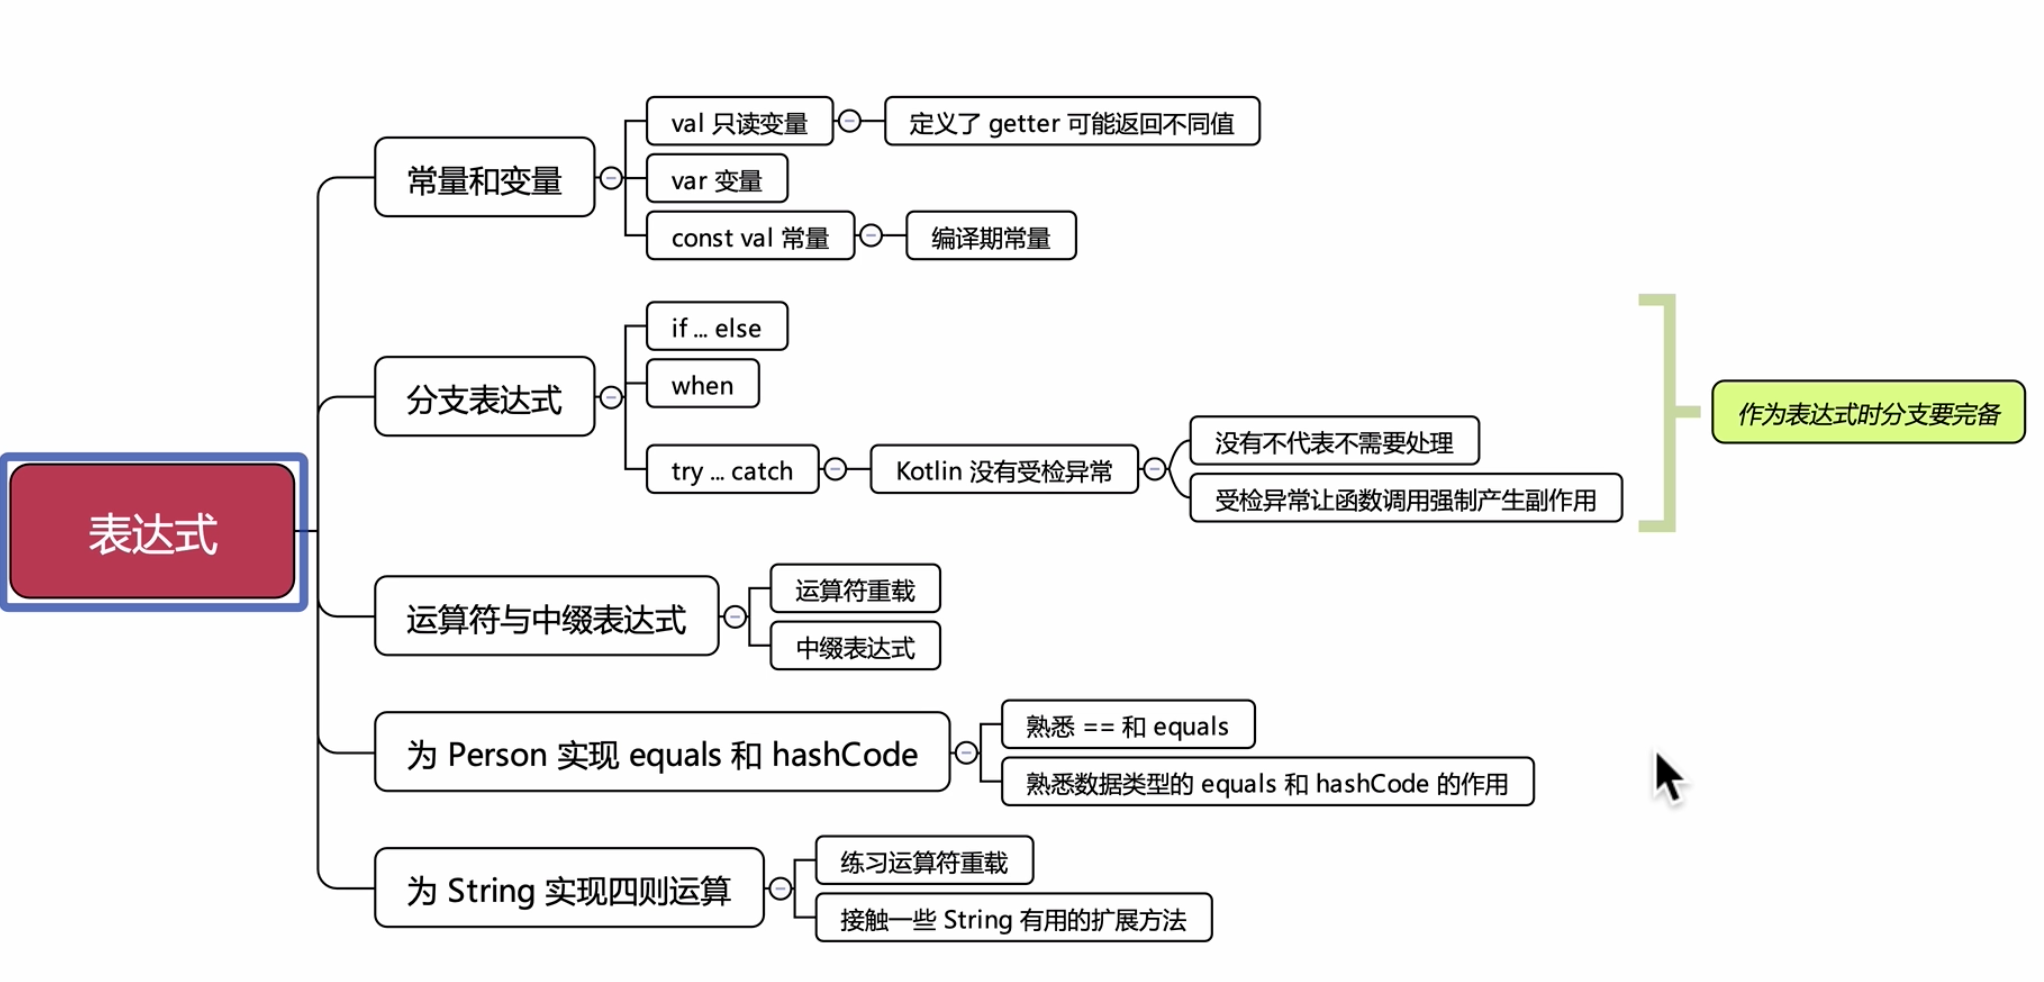 表达式
常量和变量
val 只读变量
定义了 getter 可能返回不同值
var 变量
const val 常量
编译期常量
分支表达式
if ... else
when
try ... catch
Kotlin 没有受检异常
没有不代表不需要处理
受检异常让函数调用强制产生副作用
作为表达式时分支要完备
运算符与中缀表达式
运算符重载
中缀表达式
为 Person 实现 equals 和 hashCode
熟悉 == 和 equals
熟悉数据类型的 equals 和 hashCode 的作用
为 String 实现四则运算
练习运算符重载
接触一些 String 有用的扩展方法